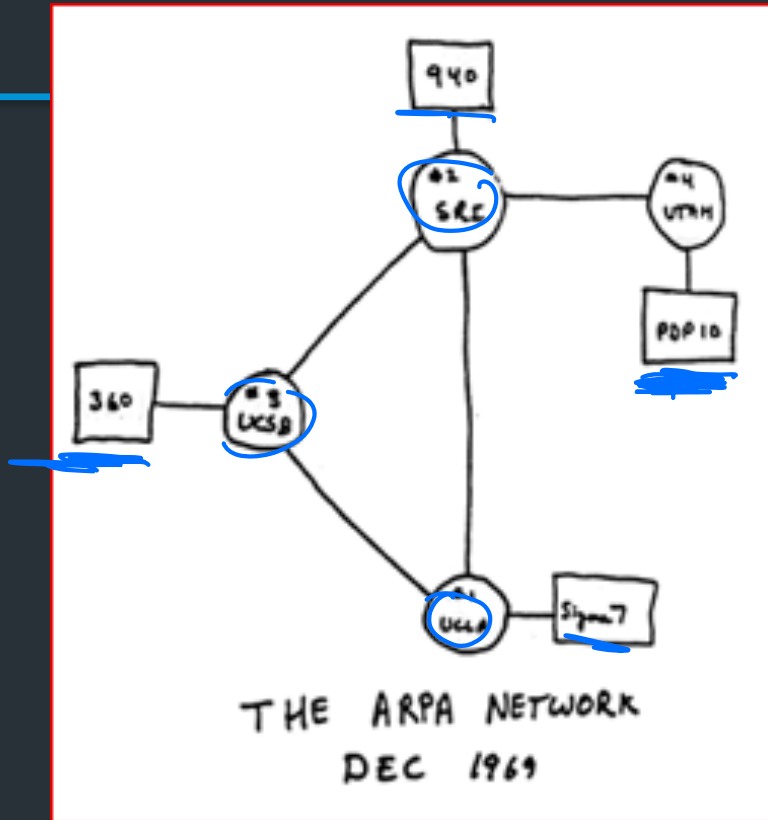 940
#2
SRI
#4
UTAH
PDP10
360
#3
UCSB
#1
UCLA
Sigma7
THE ARPA NETWORK
DEC 1969